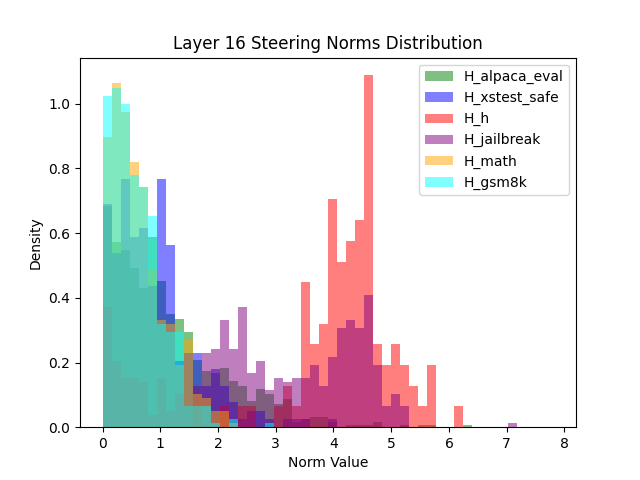 Layer 16 Steering Norms Distribution
H_alpaca_eval
H_xstest_safe
H_h
H_jailbreak
H_math
H_gsm8k
Density
1.0
0.8
0.6
0.4
0.2
0.0
0 1 2 3 4 5 6 7 8
Norm Value